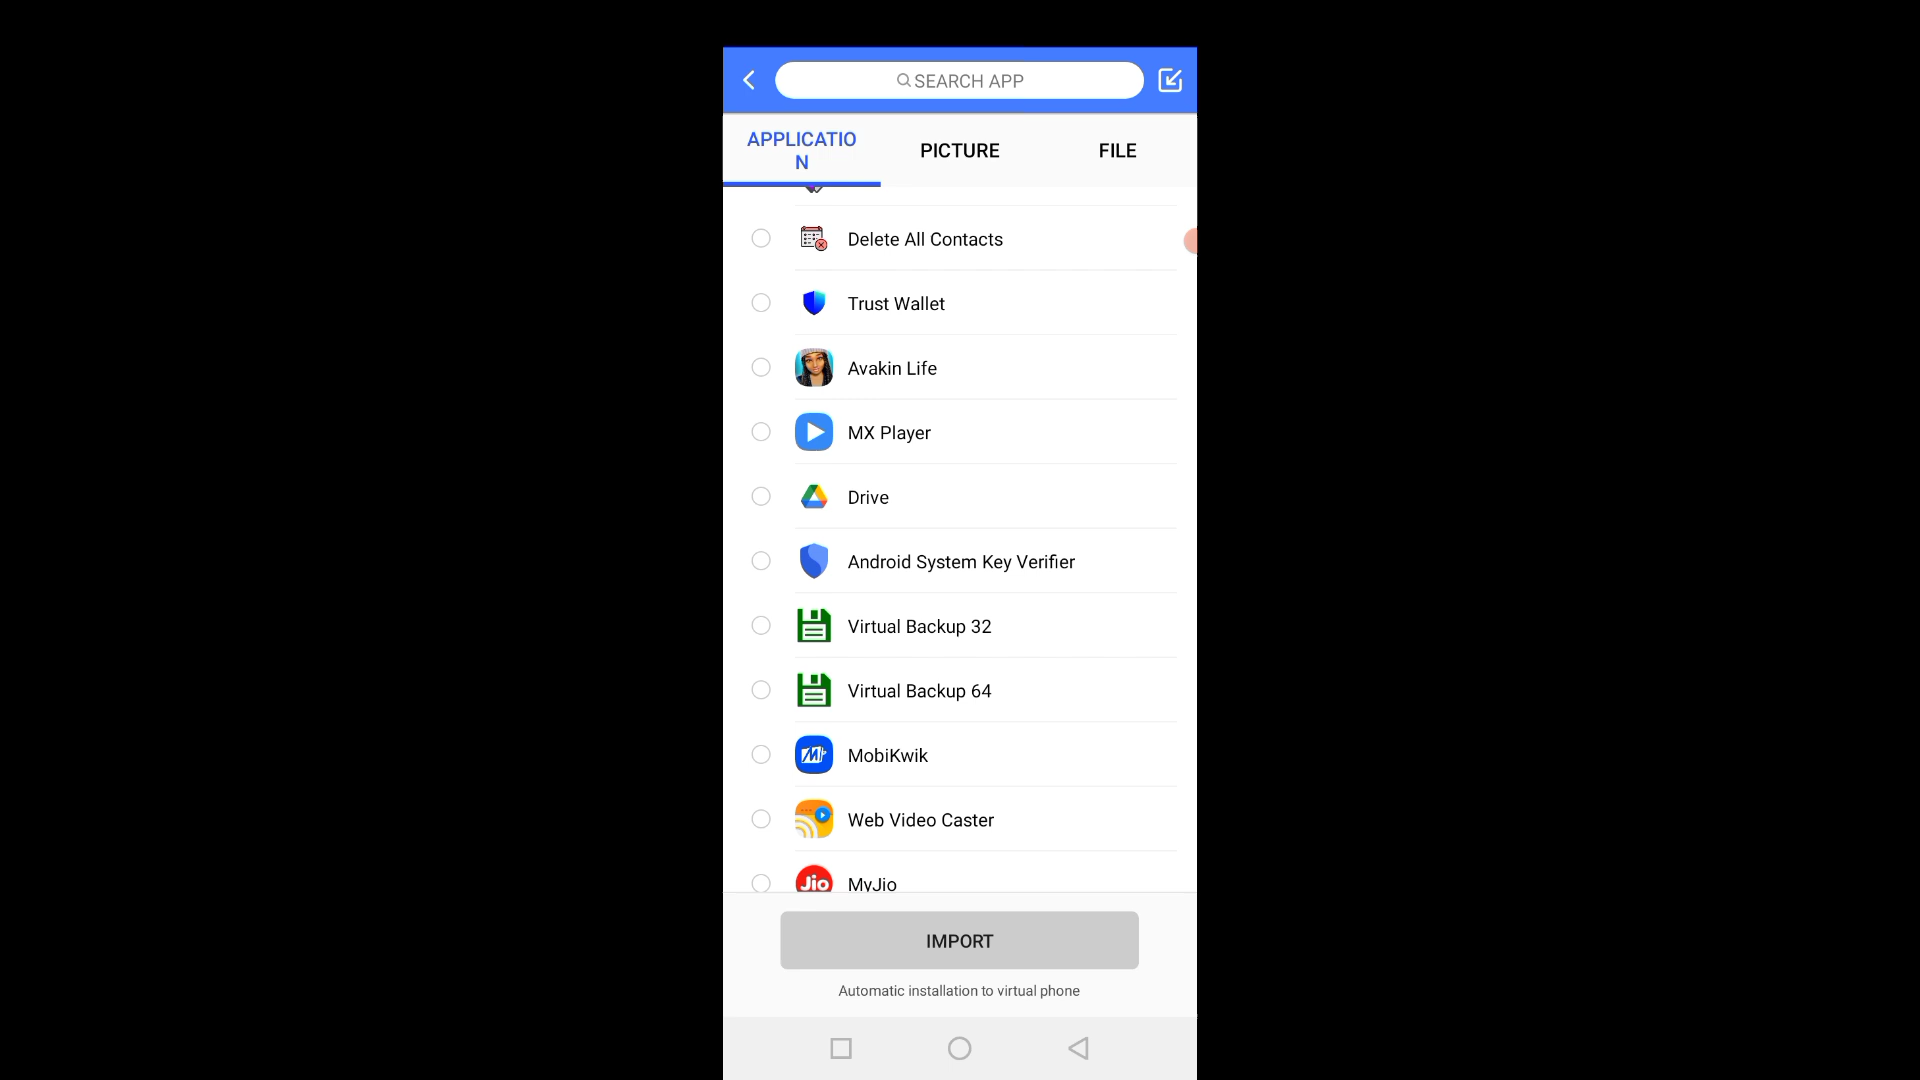 SEARCH APP
APPLICATIO
N
PICTURE
FILE
Delete All Contacts
Trust Wallet
Avakin Life
MX Player
Drive
Android System Key Verifier
Virtual Backup 32
Virtual Backup 64
MobiKwik
Web Video Caster
Jio MyJio
IMPORT
Automatic installation to virtual phone